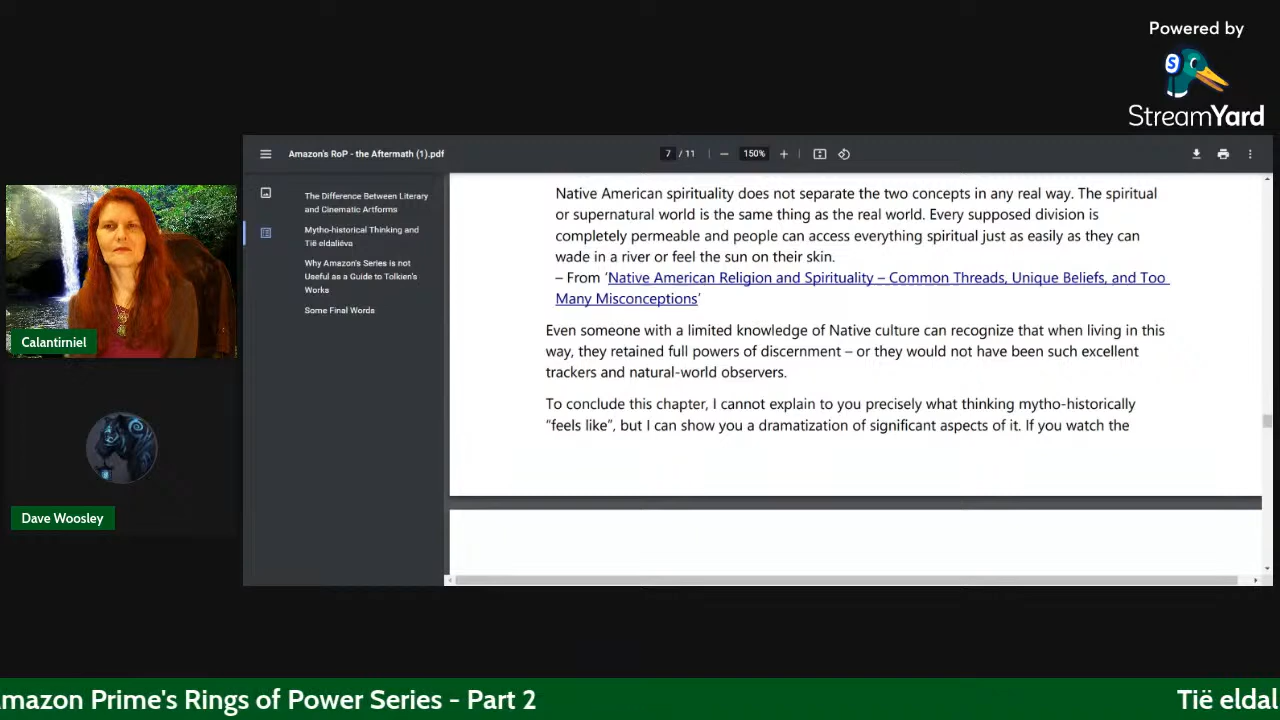 Powered by
StreamYard
Amazon's RoP - the Aftermath (1).pdf
7 / 11
150%
The Difference Between Literary
and Cinematic Artforms
Mytho-historical Thinking and
Tië eldaliéva
Why Amazon's Series is not
Useful as a Guide to Tolkien's
Works
Some Final Words
Native American spirituality does not separate the two concepts in any real way. The spiritual
or supernatural world is the same thing as the real world. Every supposed division is
completely permeable and people can access everything spiritual just as easily as they can
wade in a river or feel the sun on their skin.
– From ‘Native American Religion and Spirituality – Common Threads, Unique Beliefs, and Too
Many Misconceptions’
Even someone with a limited knowledge of Native culture can recognize that when living in this
way, they retained full powers of discernment – or they would not have been such excellent
trackers and natural-world observers.
To conclude this chapter, I cannot explain to you precisely what thinking mytho-historically
“feels like”, but I can show you a dramatization of significant aspects of it. If you watch the
Calantirniel
Dave Woosley
mazon Prime's Rings of Power Series - Part 2
Tië eldal